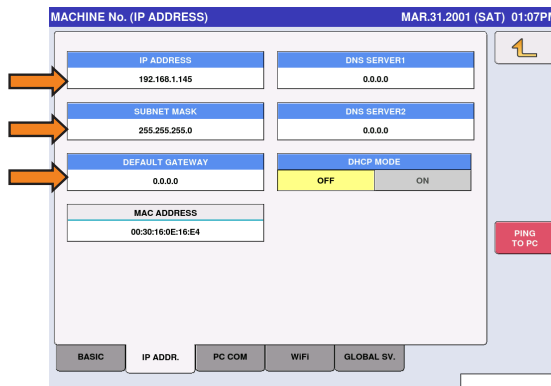 MACHINE No. (IP ADDRESS) MAR.31.2001 (SAT) 01:07PM
IP ADDRESS
192.168.1.145
DNS SERVER1
0.0.0.0
SUBNET MASK
255.255.255.0
DNS SERVER2
0.0.0.0
DEFAULT GATEWAY
0.0.0.0
DHCP MODE
OFF ON
MAC ADDRESS
00:30:16:0E:16:E4
PING
TO PC
BASIC IP ADDR. PC COM WiFi GLOBAL SV.